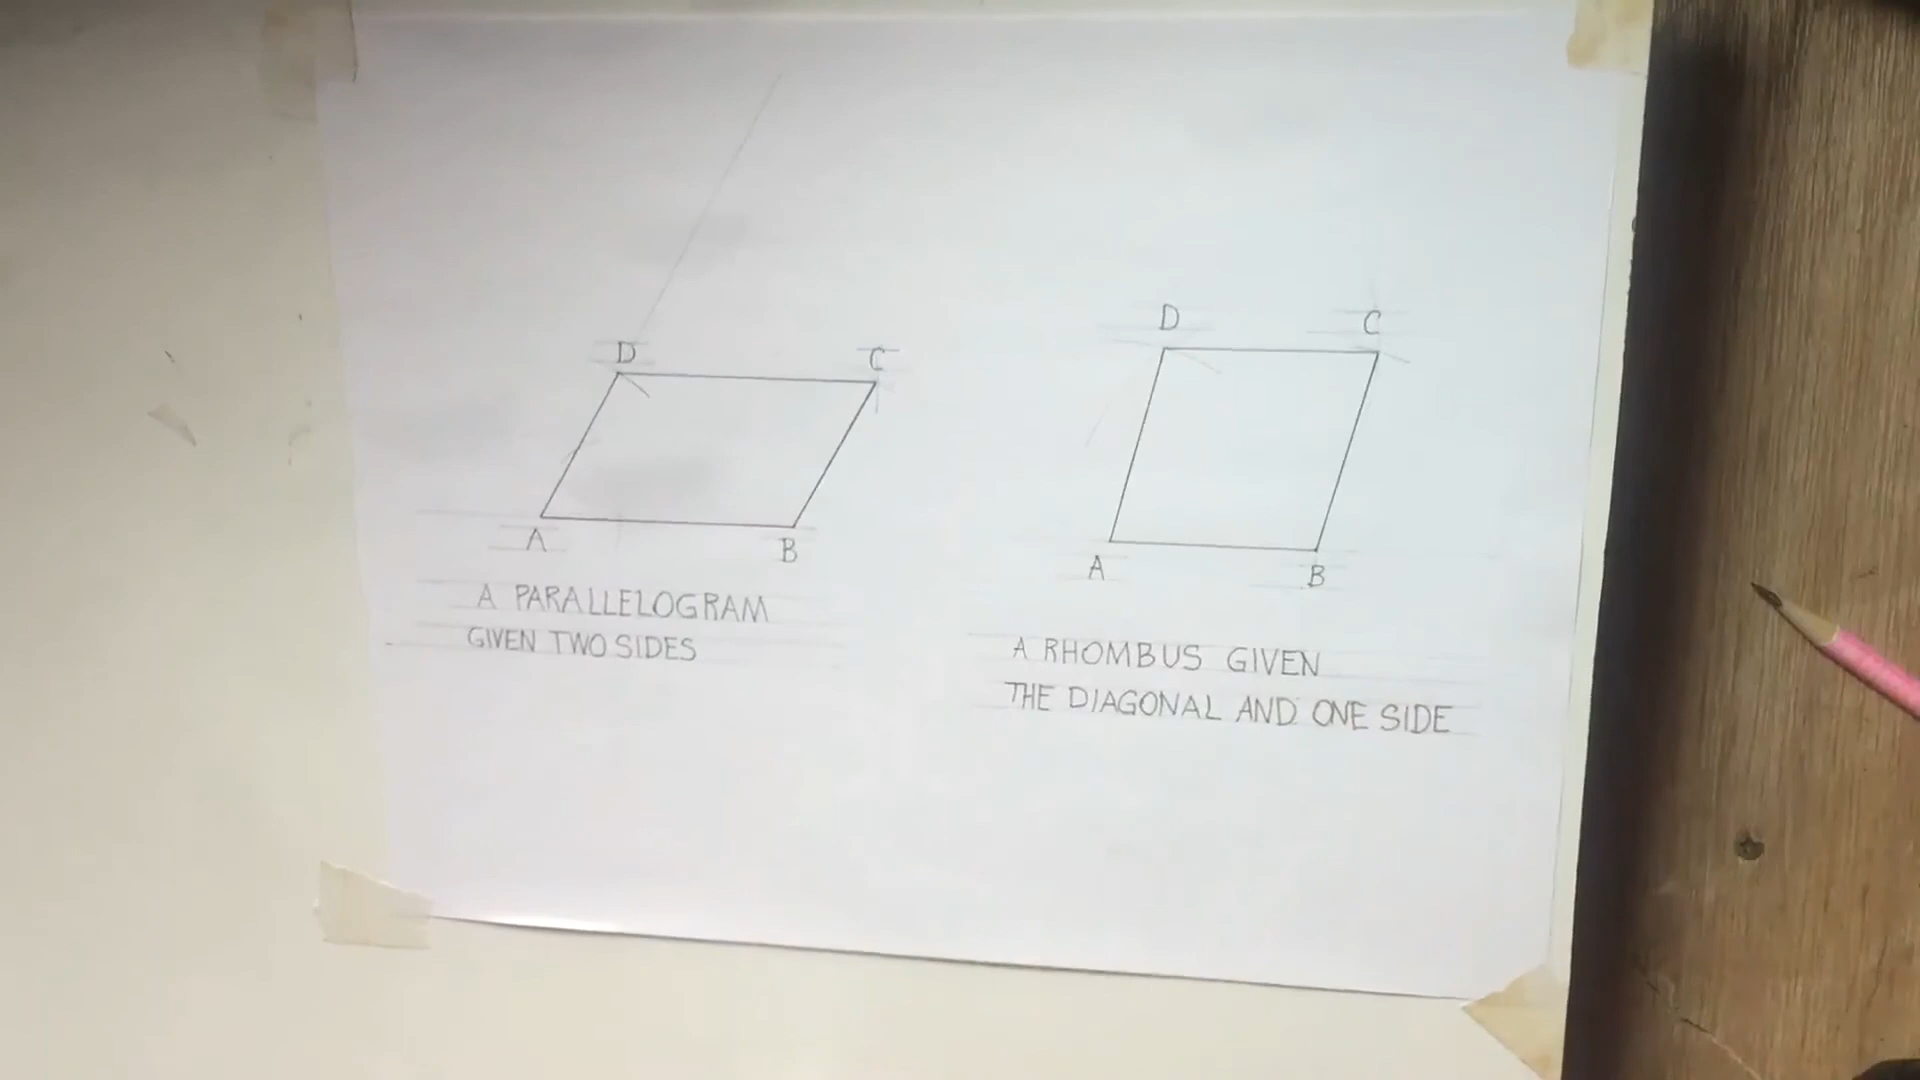 D C
A B
A PARALLELOGRAM
GIVEN TWO SIDES
D C
A B
A RHOMBUS GIVEN
THE DIAGONAL AND ONE SIDE